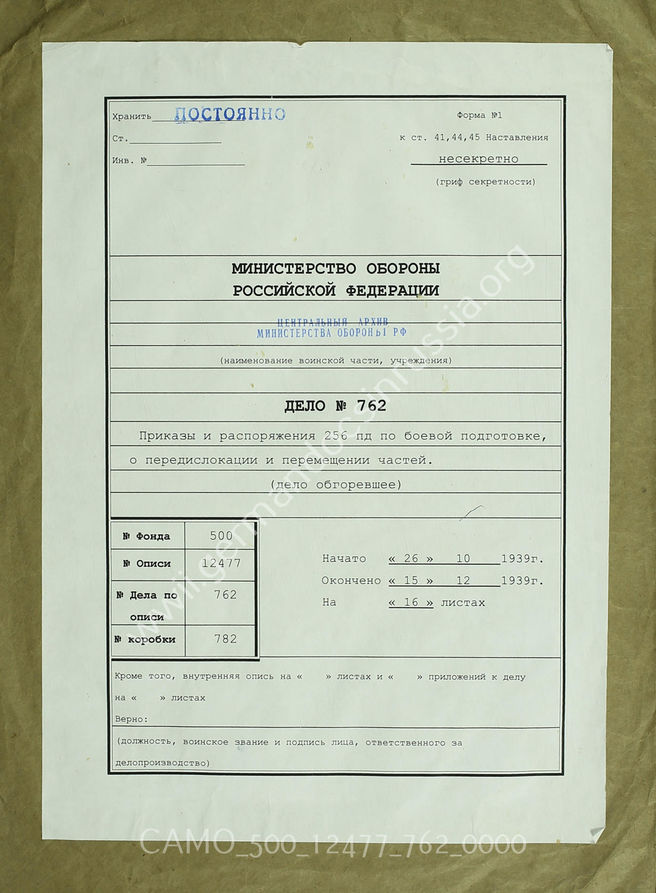 Хранить ПОСТОЯННО
Форма №1
Ст.
к ст. 41,44,45 Наставления
Инв. №
несекретно
(гриф секретности)
МИНИСТЕРСТВО ОБОРОНЫ
РОССИЙСКОЙ ФЕДЕРАЦИИ
ЦЕНТРАЛЬНЫЙ АРХИВ
МИНИСТЕРСТВА ОБОРОНЫ РФ
(наименование воинской части, учреждения)
ДЕЛО № 762
Приказы и распоряжения 256 пд по боевой подготовке,
о передислокации и перемещении частей.
(дело обгоревшее)
№ Фонда 500
№ Описи 12477
№ Дела по описи 762
№ коробки 782
Начато « 26 » 10 1939г.
Окончено « 15 » 12 1939г.
На « 16 » листах
Кроме того, внутренняя опись на « » листах и « » приложений к делу
на « » листах
Верно:
(должность, воинское звание и подпись лица, ответственного за
делопроизводство)
wwii.germandocsinrussia.org
CAMO_500_12477_762_0000